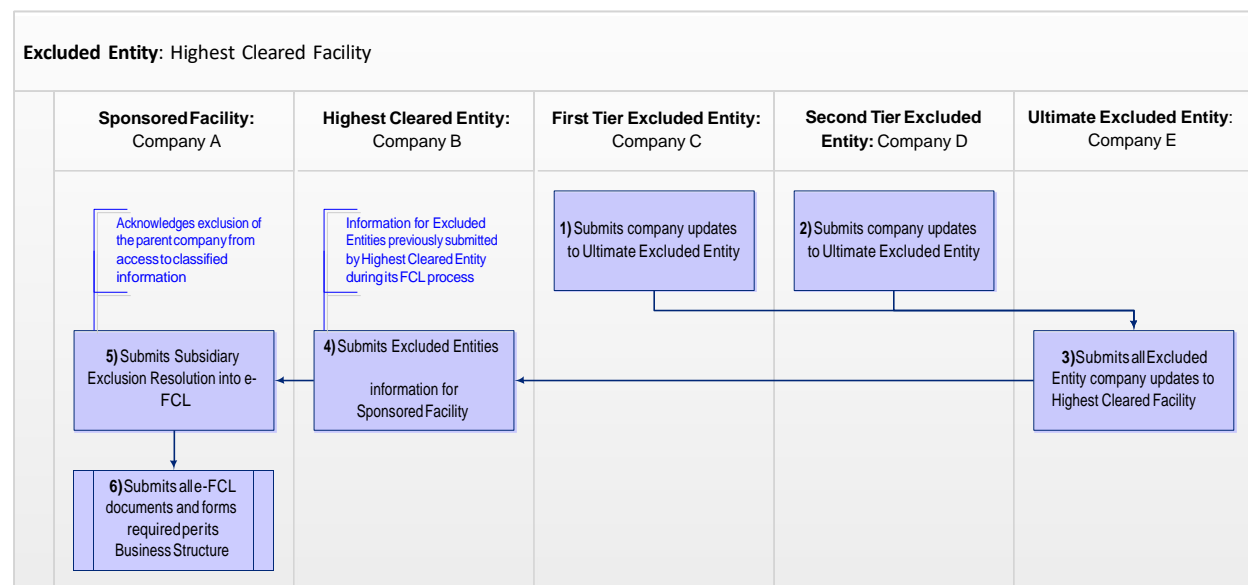 Excluded Entity: Highest Cleared Facility
Sponsored Facility:
Company A
Highest Cleared Entity:
Company B
First Tier Excluded Entity:
Company C
Second Tier Excluded
Entity: Company D
Ultimate Excluded Entity:
Company E
Acknowledges exclusion of
the parent company from
access to classified
information
Information for Excluded
Entities previously submitted
by Highest Cleared Entity
during its FCL process
1) Submits company updates
to Ultimate Excluded Entity
2) Submits company updates
to Ultimate Excluded Entity
5) Submits Subsidiary
Exclusion Resolution into e-
FCL
4) Submits Excluded Entities
information for
Sponsored Facility
3) Submits all Excluded
Entity company updates to
Highest Cleared Facility
6) Submits all e-FCL
documents and forms
required per its
Business Structure